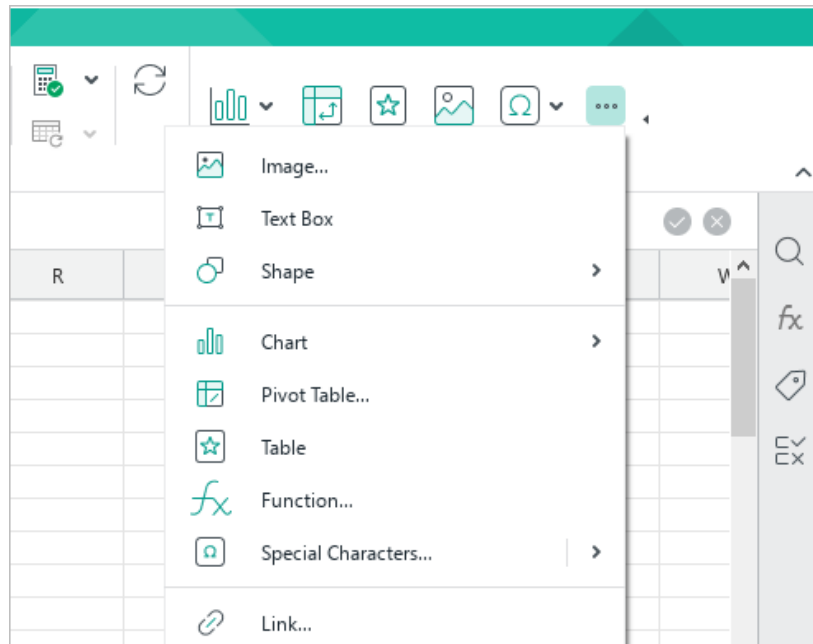 R
W
Image...
Text Box
Shape
Chart
Pivot Table...
Table
Function...
Special Characters...
Link...